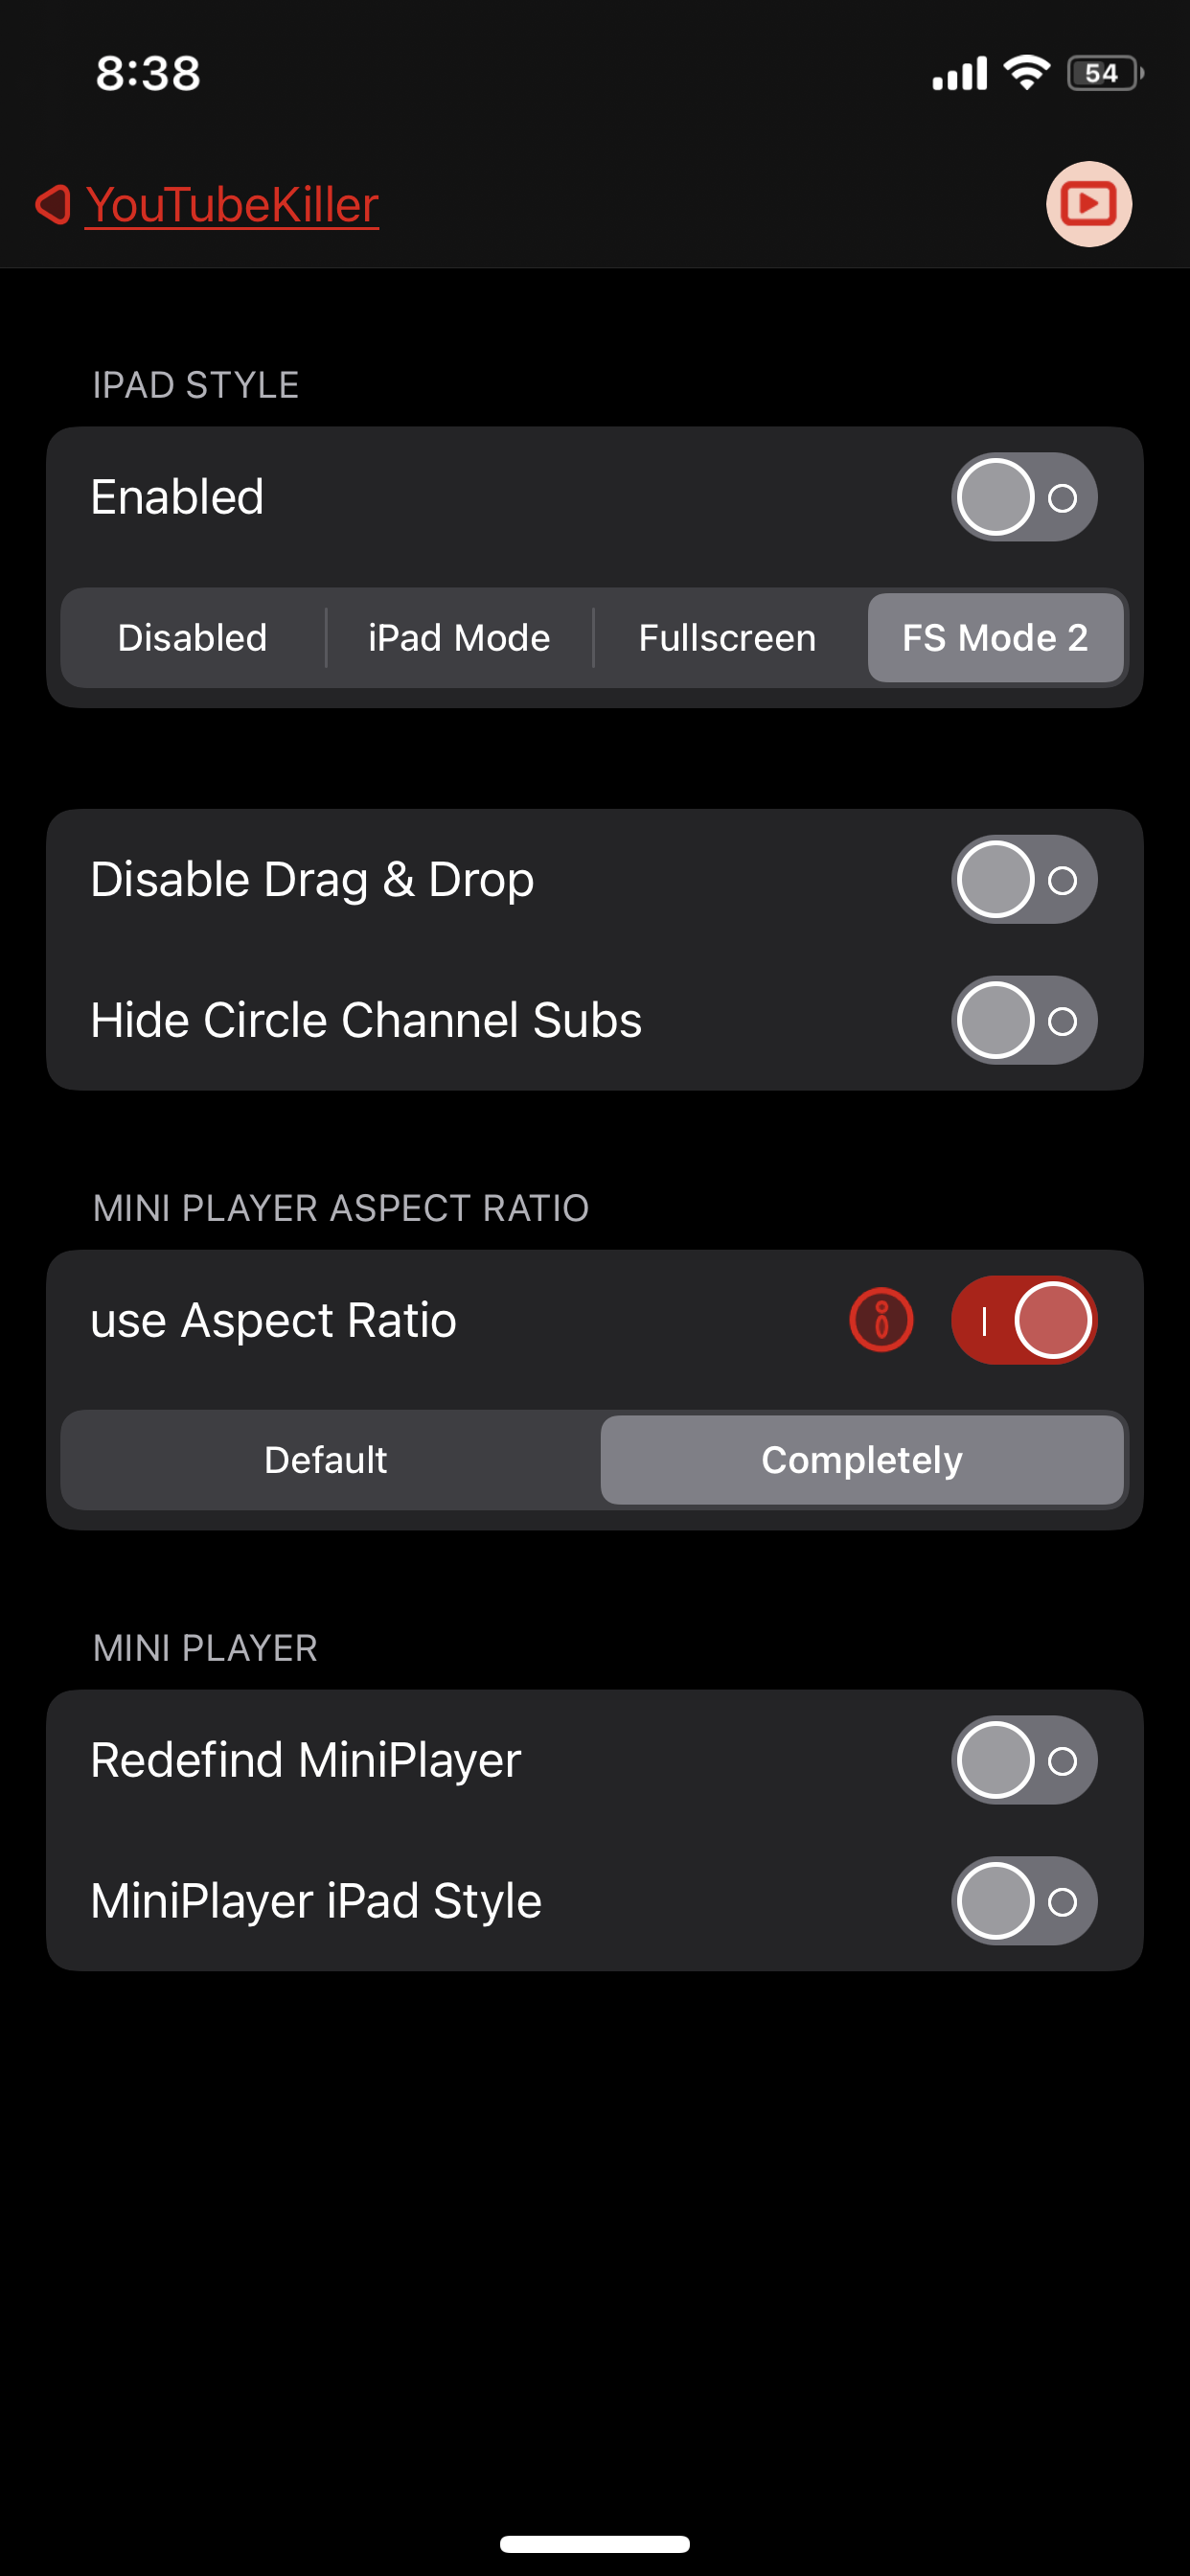 8:38
54
YouTubeKiller
IPAD STYLE
Enabled
Disabled iPad Mode Fullscreen FS Mode 2
Disable Drag & Drop
Hide Circle Channel Subs
MINI PLAYER ASPECT RATIO
use Aspect Ratio
Default Completely
MINI PLAYER
Redefind MiniPlayer
MiniPlayer iPad Style